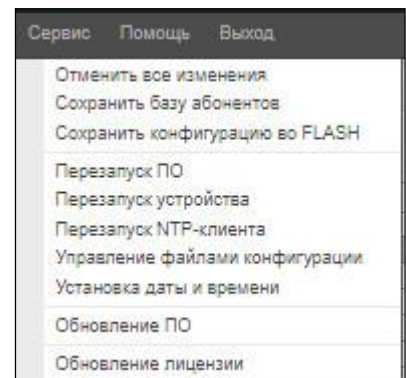 Сервис Помощь Выход
Отменить все изменения
Сохранить базу абонентов
Сохранить конфигурацию во FLASH
Перезапуск ПО
Перезапуск устройства
Перезапуск NTP-клиента
Управление файлами конфигурации
Установка даты и времени
Обновление ПО
Обновление лицензии